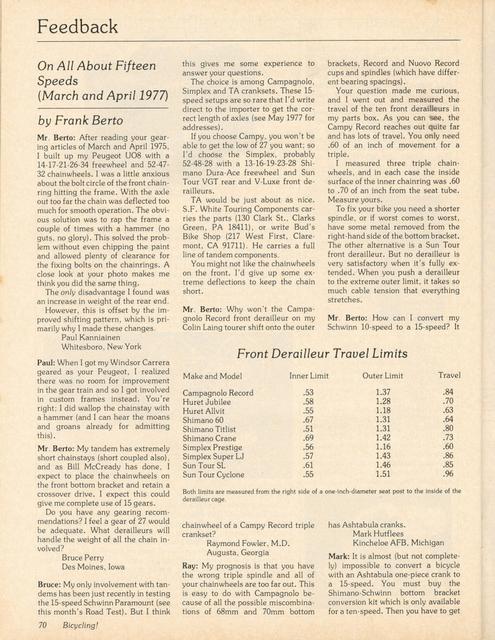 Feedback
On All About Fifteen
Speeds
(March and April 1977)
by Frank Berto
Mr. Berto: After reading your gear-
ing articles of March and April 1975,
I built up my Peugeot UO8 with a
14-17-21-26-34 freewheel and 52-47-
32 chainwheels. I was a little anxious
about the bolt circle of the front chain-
ring hitting the frame. With the axle
out too far the chain was deflected too
much for smooth operation. The obvi-
ous solution was to rap the frame a
couple of times with a hammer (no
guts, no glory). This solved the prob-
lem without even chipping the paint
and allowed plenty of clearance for
the fixing bolts on the chainrings. A
close look at your photo makes me
think you did the same thing.
The only disadvantage I found was
an increase in weight of the rear end.
However, this is offset by the im-
proved shifting pattern, which is pri-
marily why I made these changes.
Paul Kanniainen
Whitesboro, New York
Paul: When I got my Windsor Carrera
geared as your Peugeot, I realized
there was no room for improvement
in the gear train and so I got involved
in custom frames instead. You're
right: I did wallop the chainstay with
a hammer (and I can hear the moans
and groans already for admitting
this).
Mr. Berto: My tandem has extremely
short chainstays (short coupled also),
and as Bill McCready has done, I
expect to place the chainwheels on
the front bottom bracket and retain a
crossover drive. I expect this could
give me complete use of 15 gears.
Do you have any gearing recom-
mendations? I feel a gear of 27 would
be adequate. What derailleurs will
handle the weight of all the chain in-
volved?
Bruce Perry
Des Moines, Iowa
Bruce: My only involvement with tan-
dems has been just recently in testing
the 15-speed Schwinn Paramount (see
this month's Road Test). But I think
this gives me some experience to
answer your questions.
The choice is among Campagnolo,
Simplex and TA cranksets. These 15-
speed setups are so rare that I'd write
direct to the importer to get the cor-
rect length of axles (see May 1977
for addresses).
If you choose Campy, you won't be
able to get the low of 27 you want; so
I'd choose the Simplex, probably
52-48-28 with a 13-16-19-23-28 Shi-
mano Dura-Ace freewheel and Sun
Tour VGT rear and V-Luxe front de-
railleurs.
TA would be just about as nice.
S.F. White Touring Components car-
ries the parts (130 Clark St., Clarks
Green, PA 18411), or write Bud's
Bike Shop (217 West First, Clare-
mont, CA 91711). He carries a full
line of tandem components.
You might not like the chainwheels
on the front. I'd give up some ex-
treme deflections to keep the chain
short.
Mr. Berto: Why won't the Campa-
gnolo Record front derailleur on my
Colin Laing tourer shift onto the outer
brackets, Record and Nuovo Record
cups and spindles (which have differ-
ent bearing spacings).
Your question made me curious,
and I went out and measured the
travel of the ten front derailleurs in
my parts box. As you can see, the
Campy Record reaches out quite far
and has lots of travel. You only need
.60 of an inch of movement for a
triple.
I measured three triple chain-
wheels, and in each case the inside
surface of the inner chainring was .60
to .70 of an inch from the seat tube.
Measure yours.
To fix your bike you need a shorter
spindle, or if worst comes to worst,
have some metal removed from the
right-hand side of the bottom bracket.
The other alternative is a Sun Tour
front derailleur. But no derailleur is
very satisfactory when it's fully ex-
tended. When you push a derailleur
to the extreme outer limit, it takes so
much cable tension that everything
stretches.
Mr. Berto: How can I convert my
Schwinn 10-speed to a 15-speed? It
Front Derailleur Travel Limits
Make and Model Inner Limit Outer Limit Travel
Campagnolo Record .53 1.37 .84
Huret Jubilee .58 1.28 .70
Huret Allvit .55 1.18 .63
Shimano 60 .67 1.31 .64
Shimano Titlist .51 1.31 .80
Shimano Crane .69 1.42 .73
Simplex Prestige .56 1.16 .60
Simplex Super LJ .57 1.43 .86
Sun Tour SL .61 1.46 .85
Sun Tour Cyclone .55 1.51 .96
Both limits are measured from the right side of a one-inch-diameter seat post to the inside of the
derailleur cage.
chainwheel of a Campy Record triple
crankset?
Raymond Fowler, M.D.
Augusta, Georgia
Ray: My prognosis is that you have
the wrong triple spindle and all of
your chainwheels are too far out. This
is easy to do with Campagnolo be-
cause of all the possible miscombina-
tions of 68mm and 70mm bottom
has Ashtabula cranks.
Mark Hutflees
Kincheloe AFB, Michigan
Mark: It is almost (but not complete-
ly) impossible to convert a bicycle
with an Ashtabula one-piece crank to
a 15-speed. You must buy the
Shimano-Schwinn bottom bracket
conversion kit which is only available
for a ten-speed. Then you have to get
70 Bicycling!